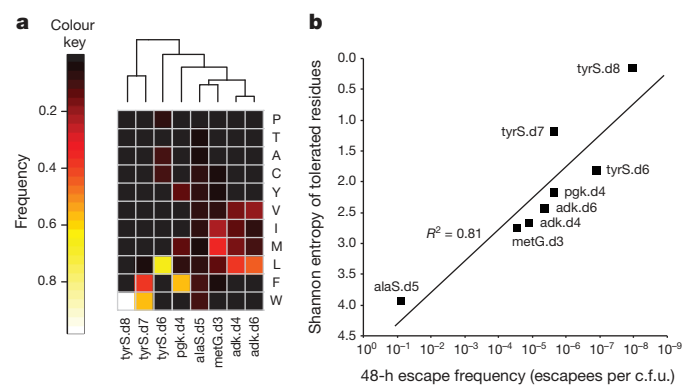 a
Colour
key
0.2
0.4
0.6
0.8
Frequency
P
T
A
C
Y
V
I
M
L
F
W
tyrS.d8
tyrS.d7
tyrS.d6
pgk.d4
alaS.d5
metG.d3
adk.d4
adk.d6
b
Shannon entropy of tolerated residues
0.0
0.5
1.0
1.5
2.0
2.5
3.0
3.5
4.0
4.5
tyrS.d8
tyrS.d7
tyrS.d6
pgk.d4
adk.d6
adk.d4
metG.d3
R² = 0.81
alaS.d5
10⁰ 10⁻¹ 10⁻² 10⁻³ 10⁻⁴ 10⁻⁵ 10⁻⁶ 10⁻⁷ 10⁻⁸ 10⁻⁹
48-h escape frequency (escapees per c.f.u.)